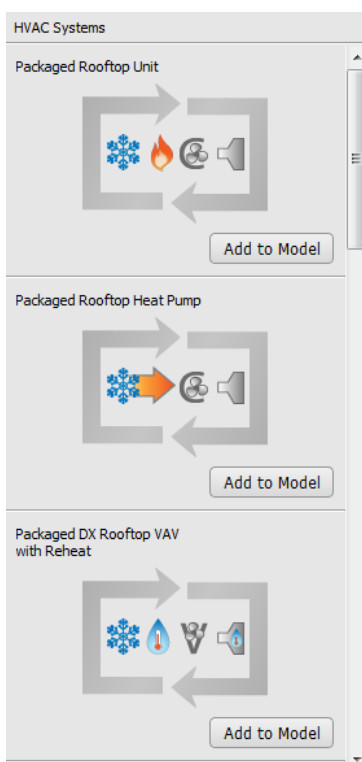 HVAC Systems
Packaged Rooftop Unit
Add to Model
Packaged Rooftop Heat Pump
Add to Model
Packaged DX Rooftop VAV
with Reheat
Add to Model